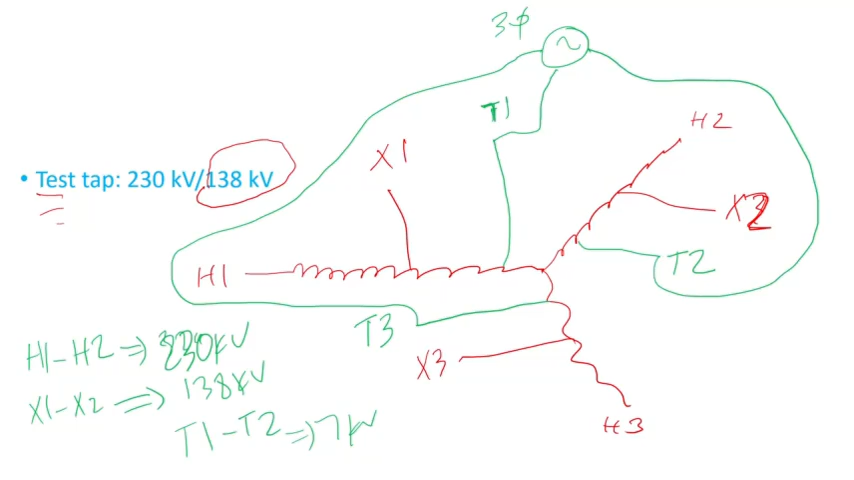 3φ
~
T1
H2
X1
• Test tap: 230 kV/138 kV
X2
H1
T2
T3
H1-H2 ⇒ 230kV
X3
X1-X2 ⇒ 138kV
T1-T2 ⇒ 7kV
H3